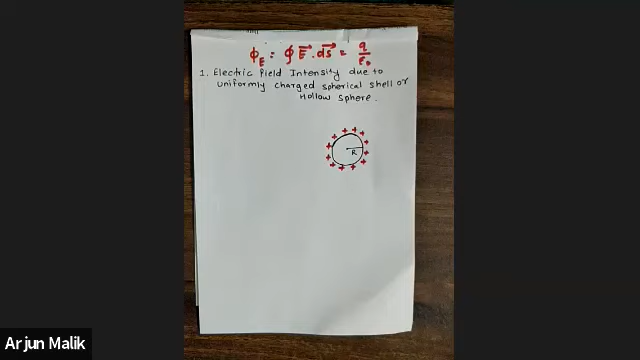 ϕE = ∮ E⃗ . ds⃗ = q/ε₀
1. Electric Field Intensity due to
uniformly charged spherical shell or
Hollow sphere.
R
Arjun Malik